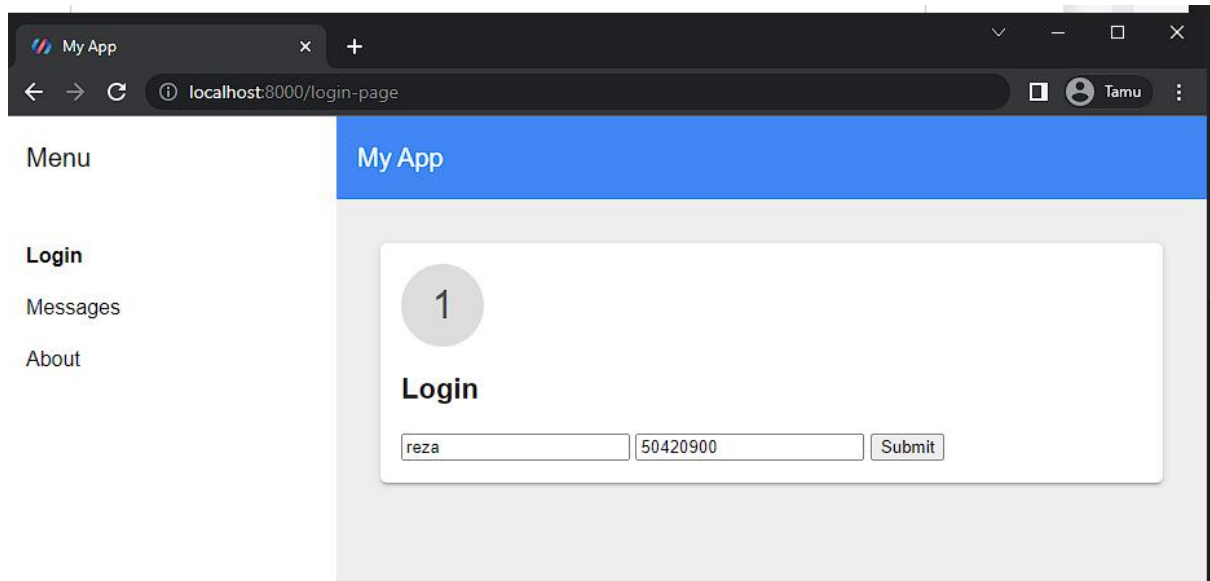 My App
localhost:8000/login-page
Tamu
Menu
My App
Login
Messages
About
1
Login
reza 50420900 Submit